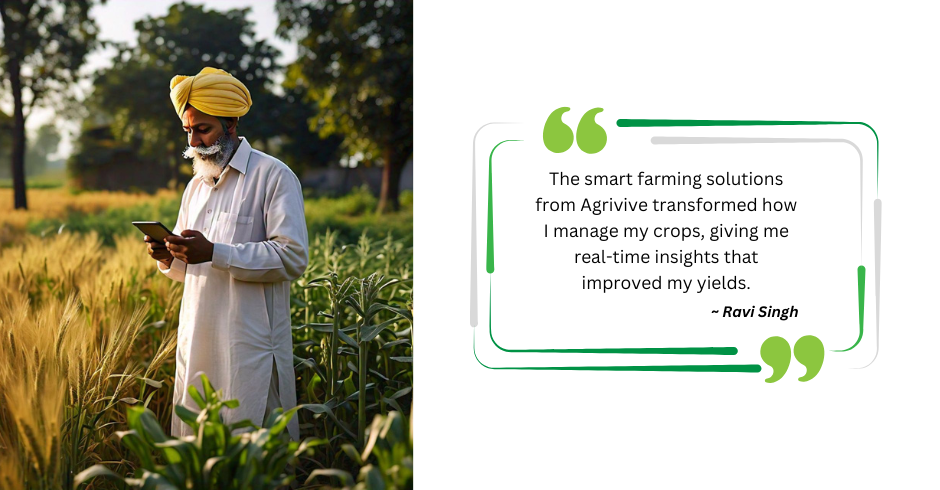 The smart farming solutions
from Agrivive transformed how
I manage my crops, giving me
real-time insights that
improved my yields.
~ Ravi Singh